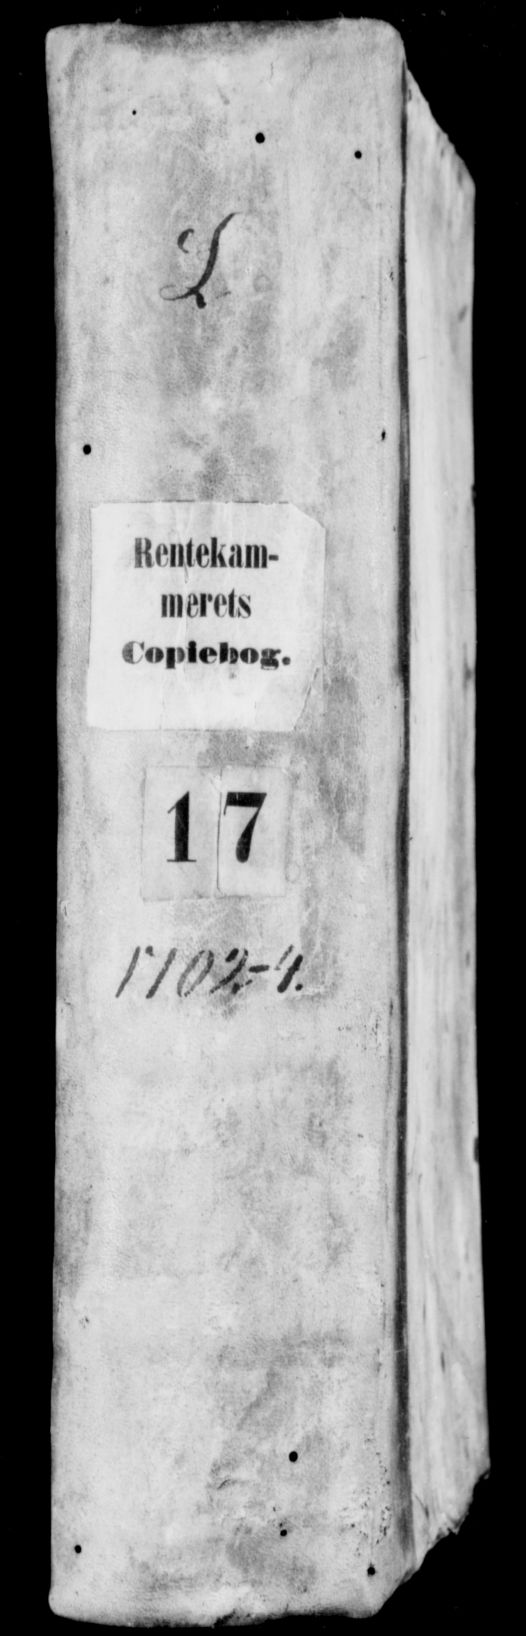 L
Rentekam-
merets
Copiebog.
17
1702-4.